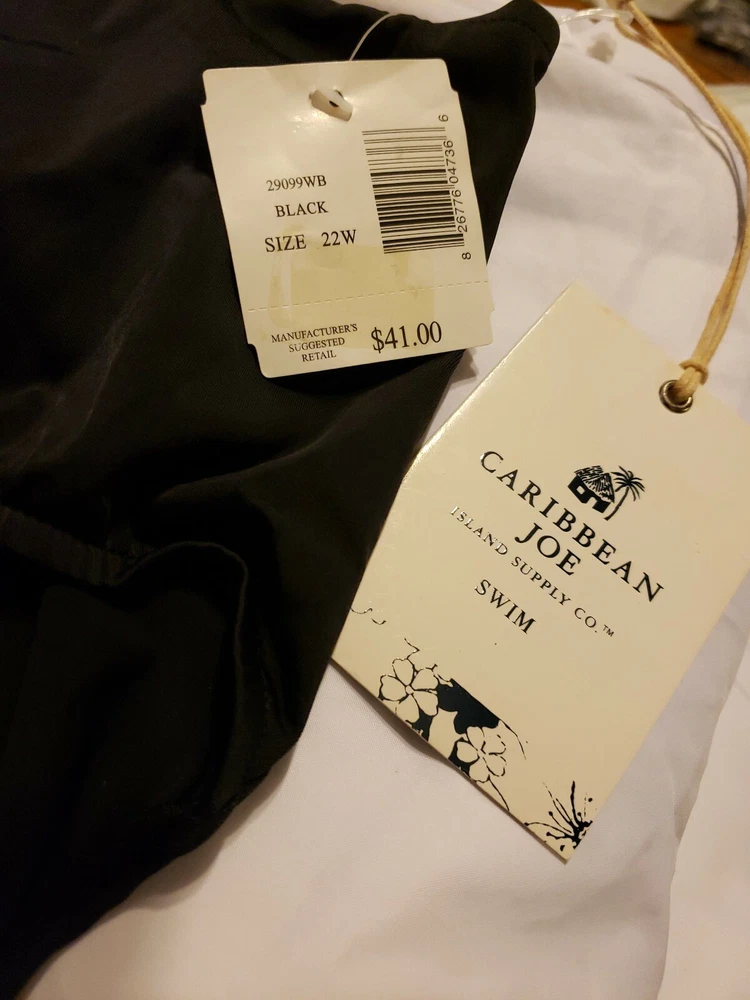 29099WB
BLACK
SIZE 22W
8 26776 04736 6
MANUFACTURER'S
SUGGESTED
RETAIL
$41.00
CARIBBEAN
JOE
ISLAND SUPPLY CO.™
SWIM